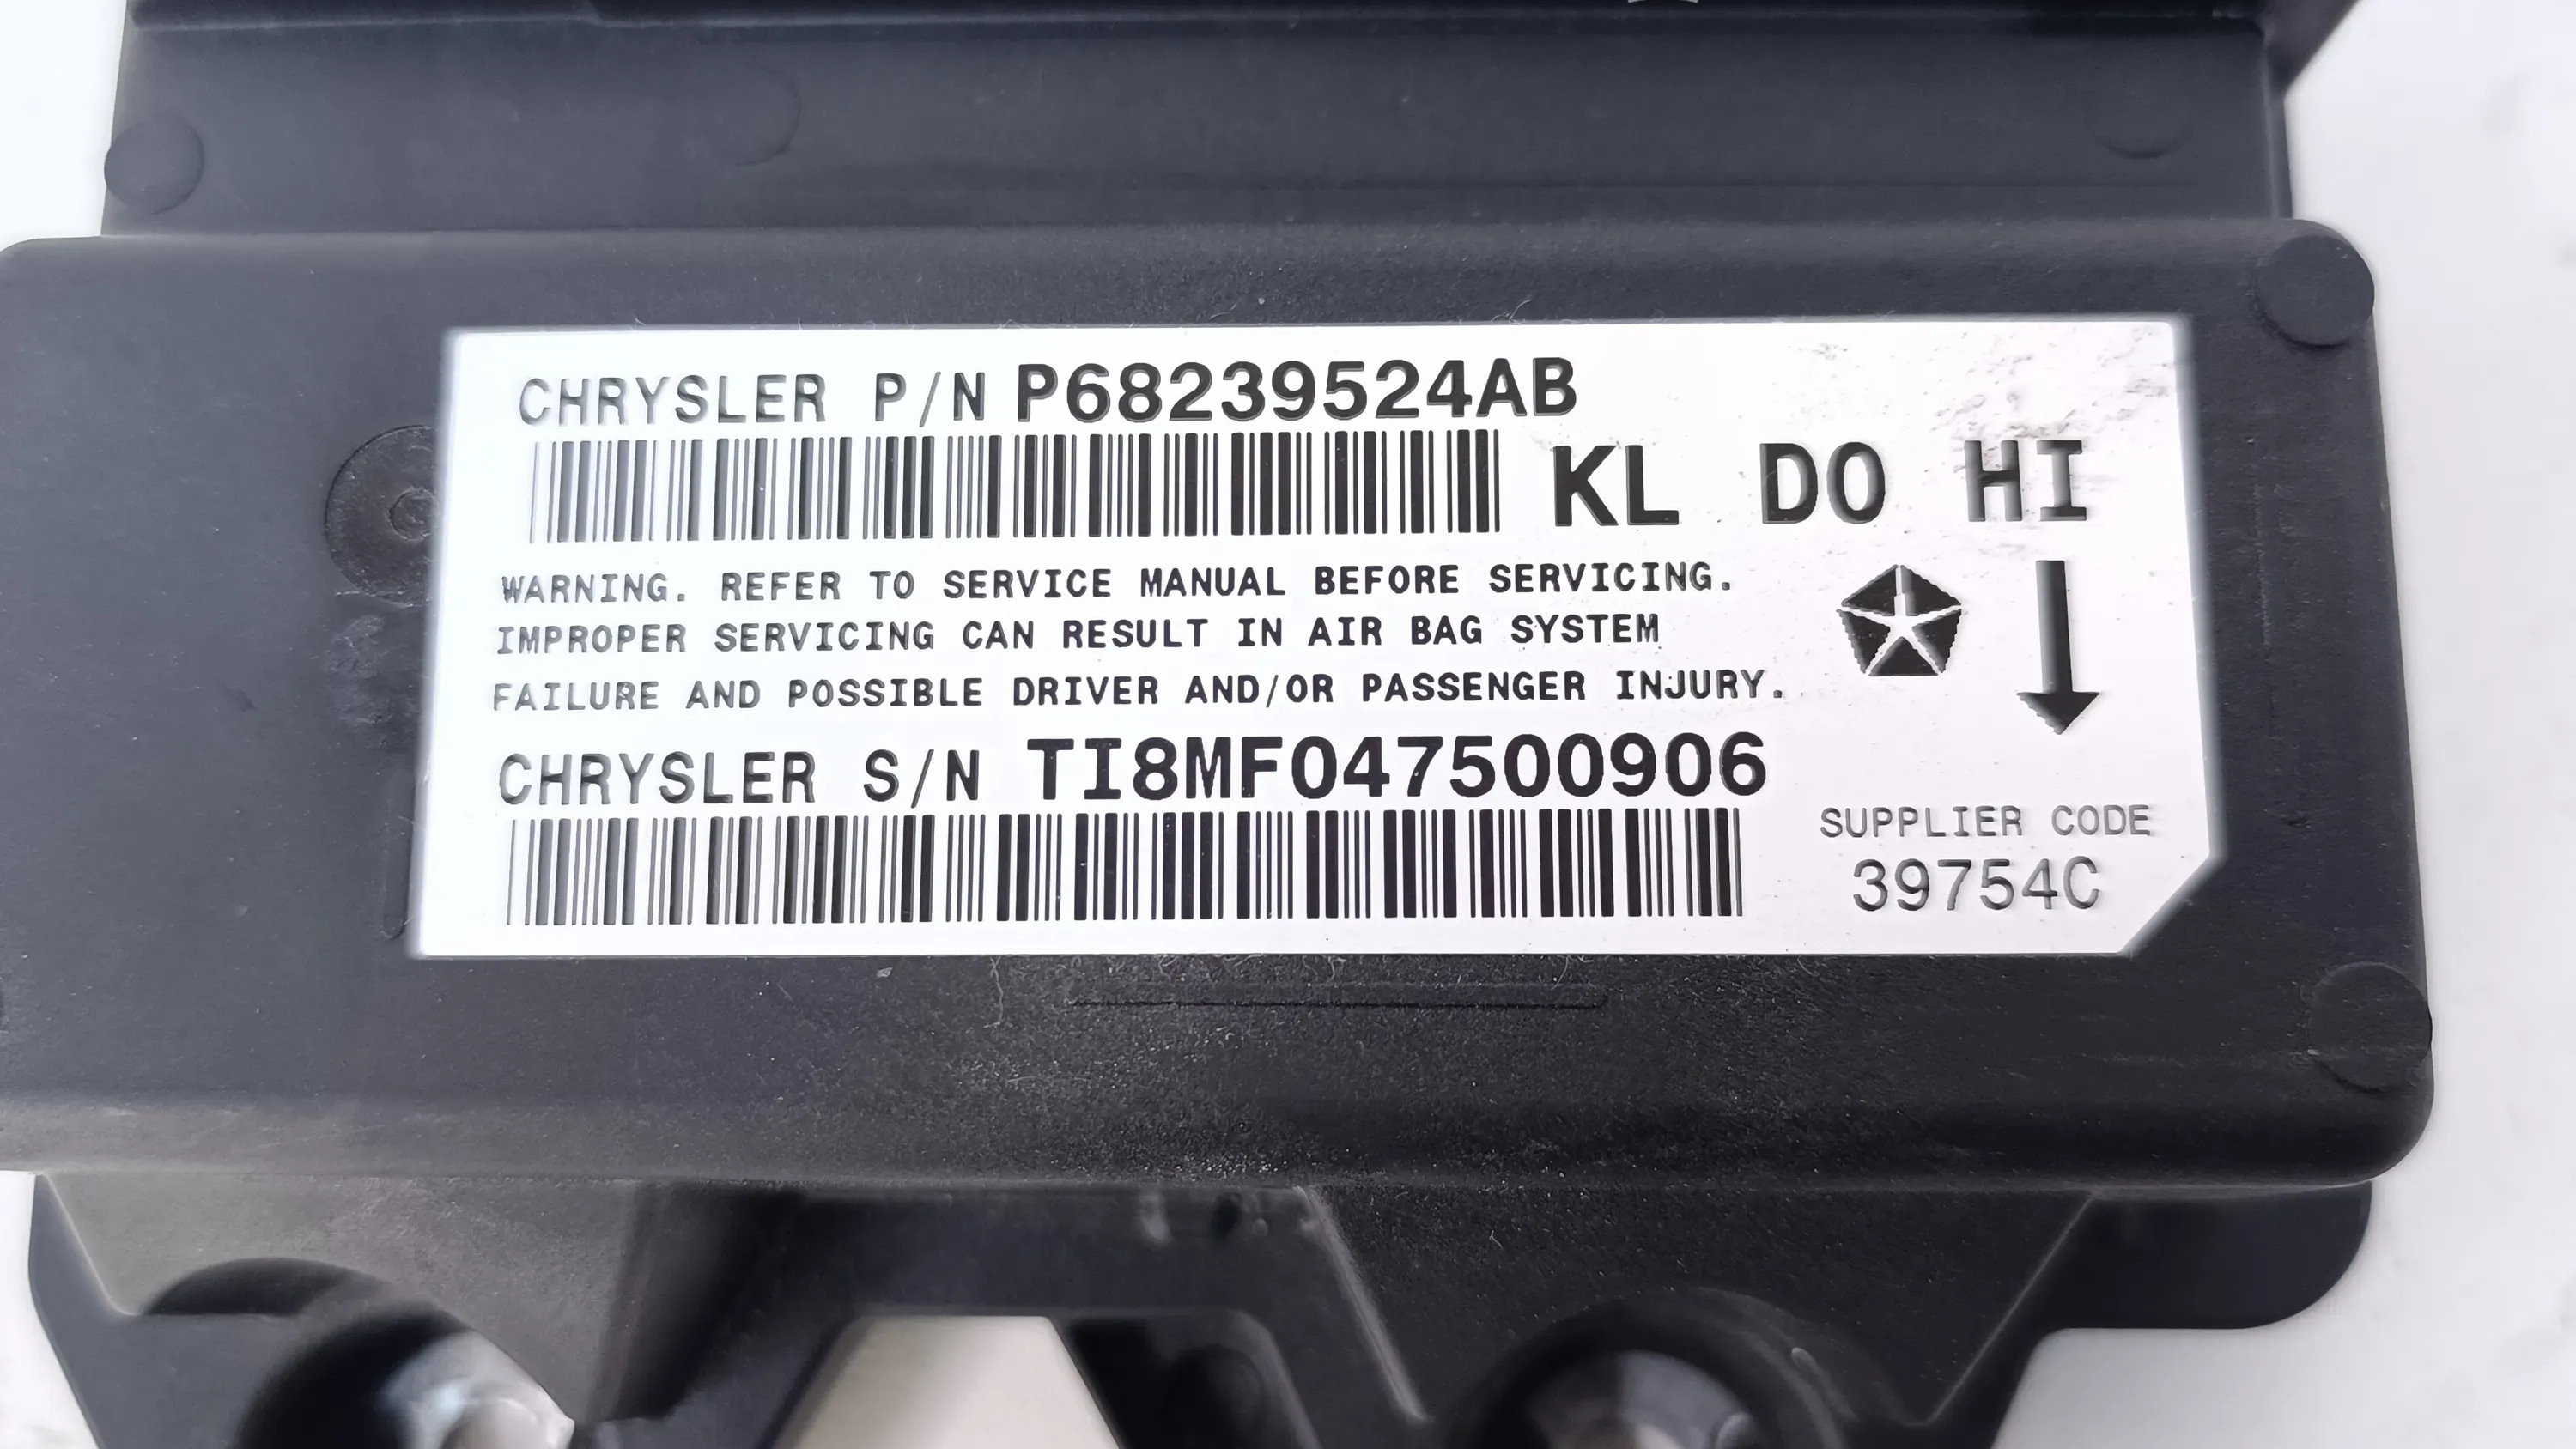 CHRYSLER P/N P68239524AB
KL DO HI
WARNING. REFER TO SERVICE MANUAL BEFORE SERVICING.
IMPROPER SERVICING CAN RESULT IN AIR BAG SYSTEM
FAILURE AND POSSIBLE DRIVER AND/OR PASSENGER INJURY.
CHRYSLER S/N TI8MF047500906
SUPPLIER CODE
39754C